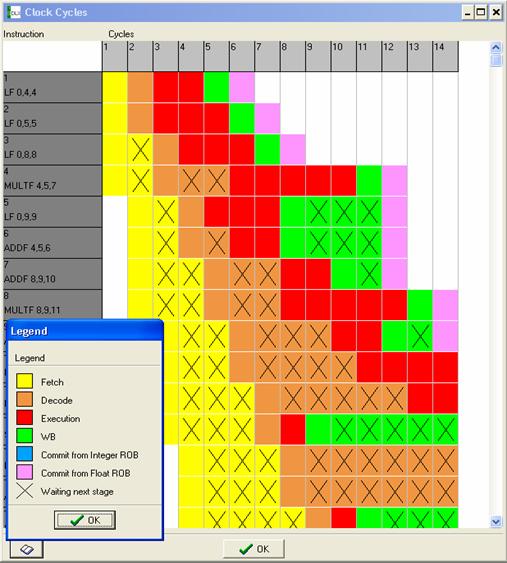 Clock Cycles
Instruction Cycles
1 2 3 4 5 6 7 8 9 10 11 12 13 14
1
LF 0,4,4
2
LF 0,5,5
3
LF 0,8,8
4
MULTF 4,5,7
5
LF 0,9,9
6
ADDF 4,5,6
7
ADDF 8,9,10
8
MULTF 8,9,11
Legend
Legend
Fetch
Decode
Execution
WB
Commit from Integer ROB
Commit from Float ROB
Waiting next stage
OK
OK